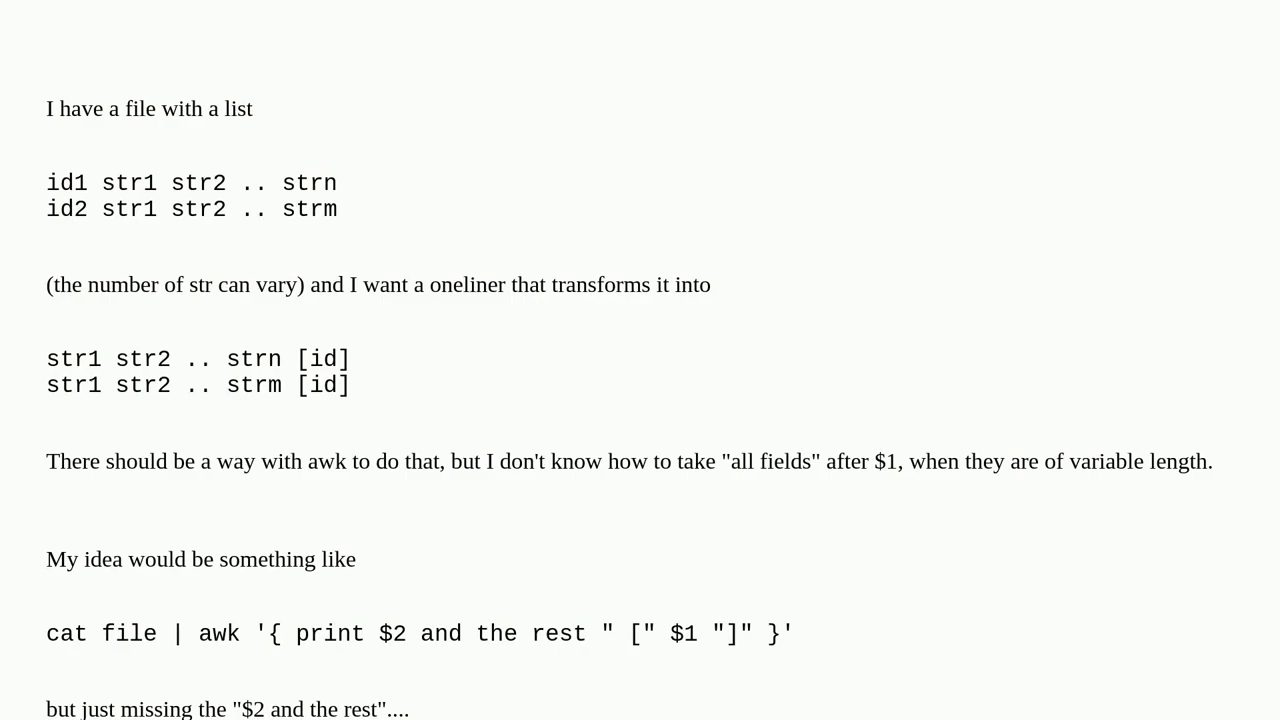 I have a file with a list
id1 str1 str2 .. strn
id2 str1 str2 .. strm
(the number of str can vary) and I want a oneliner that transforms it into
str1 str2 .. strn [id]
str1 str2 .. strm [id]
There should be a way with awk to do that, but I don't know how to take "all fields" after $1, when they are of variable length.
My idea would be something like
cat file | awk '{ print $2 and the rest " [" $1 "]" }'
but just missing the "$2 and the rest"....